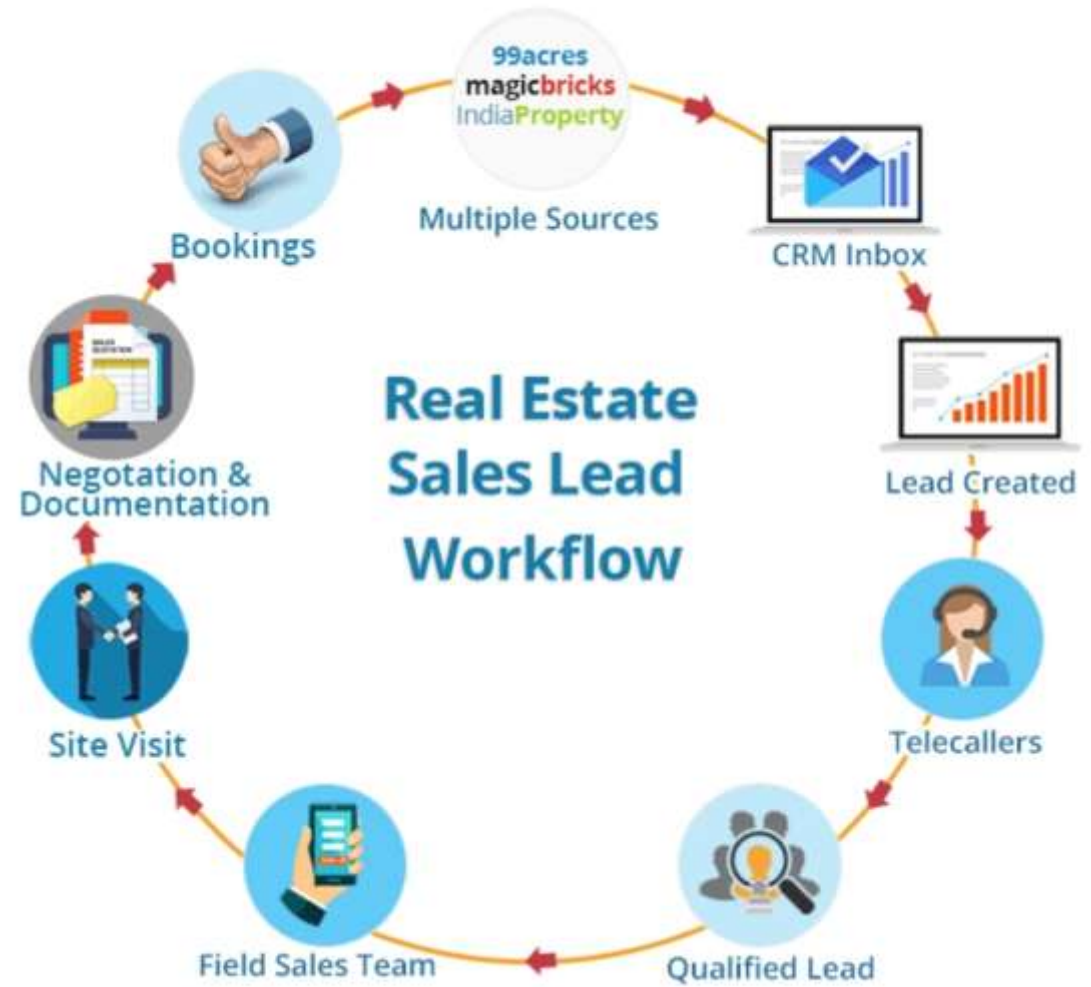 99acres
magicbricks
IndiaProperty
Multiple Sources
CRM Inbox
Lead Created
Telecallers
Qualified Lead
Field Sales Team
Site Visit
Negotation &
Documentation
Bookings
Real Estate
Sales Lead
Workflow